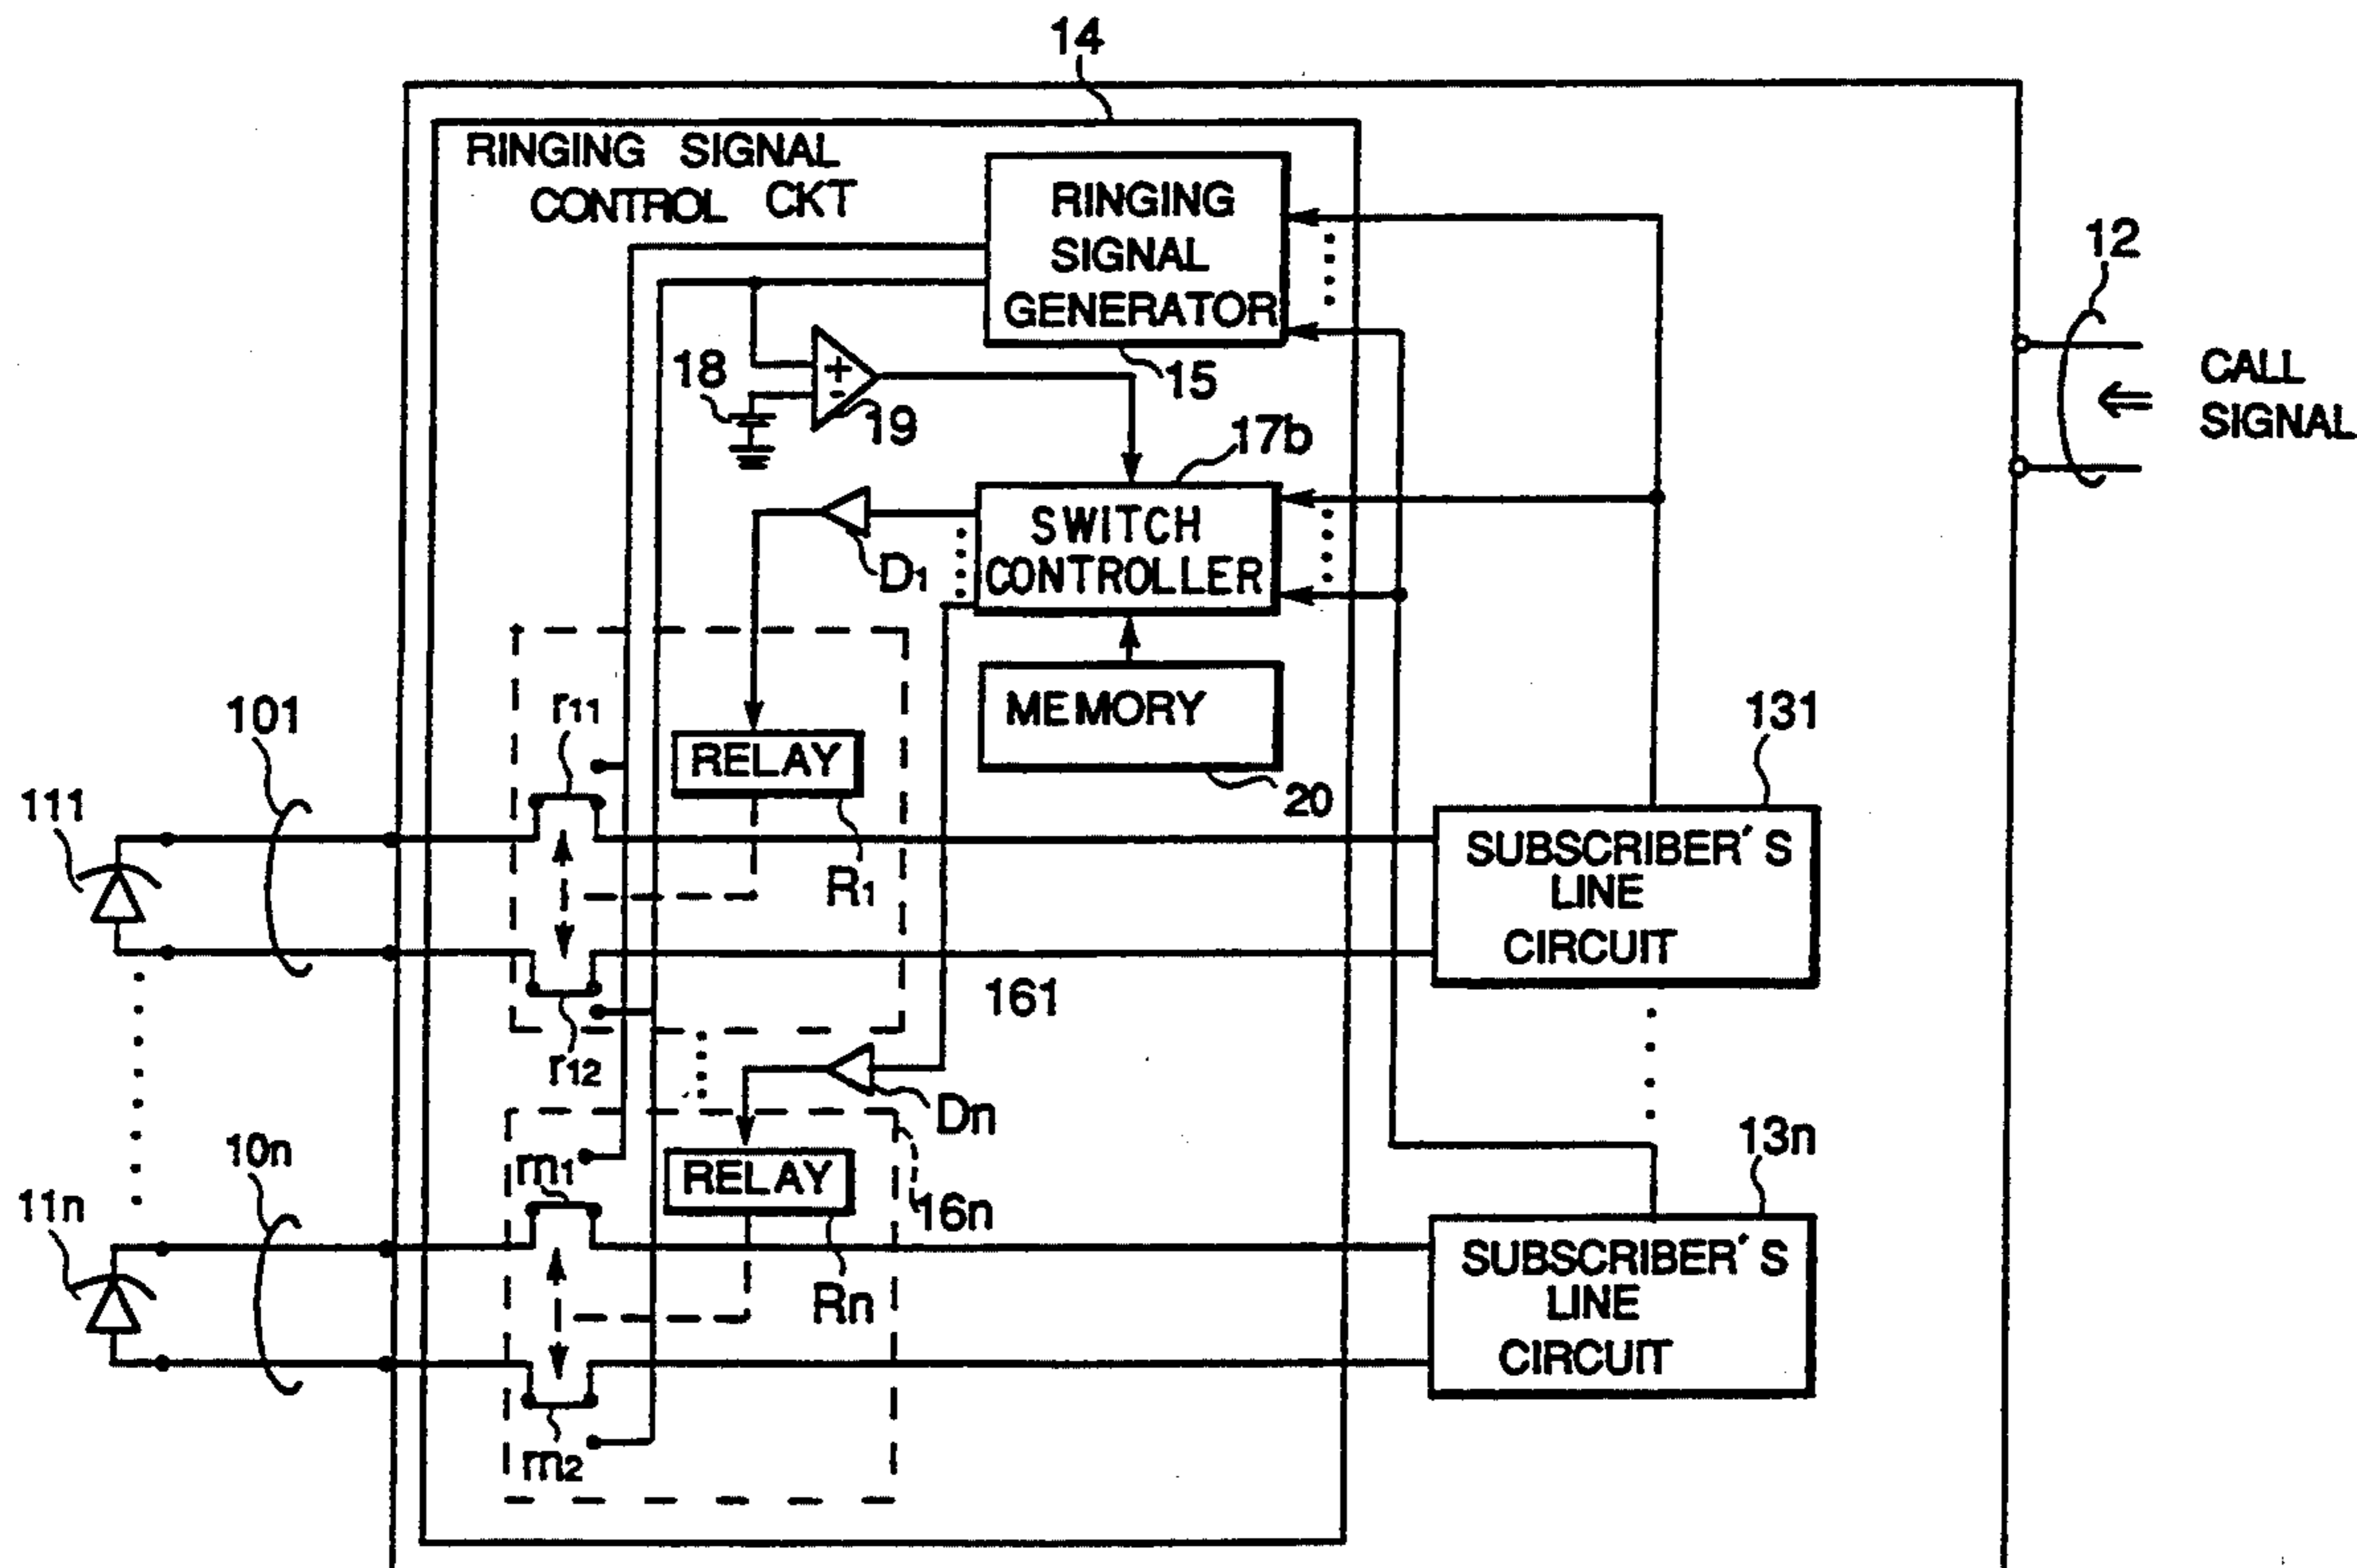 14
RINGING SIGNAL
CONTROL CKT
RINGING
SIGNAL
GENERATOR
12
CALL
SIGNAL
18
+
-
19
15
17b
D1
SWITCH
CONTROLLER
MEMORY
20
101
r11
RELAY
131
111
R1
SUBSCRIBER'S
LINE
CIRCUIT
161
r12
Dn
10n
m1
RELAY
16n
13n
11n
Rn
SUBSCRIBER'S
LINE
CIRCUIT
m2